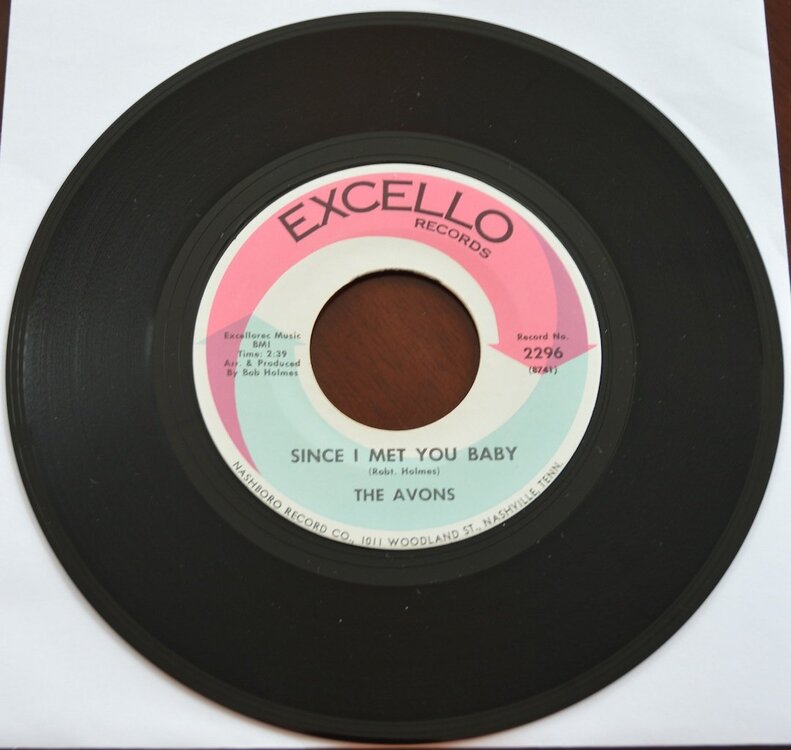 EXCELLO
RECORDS
Excellorec Music
BMI
Time: 2:39
Arr. & Produced
By Bob Holmes
Record No.
2296
(8741)
SINCE I MET YOU BABY
(Robt. Holmes)
THE AVONS
NASHBORO RECORD CO., 1011 WOODLAND ST., NASHVILLE, TENN.